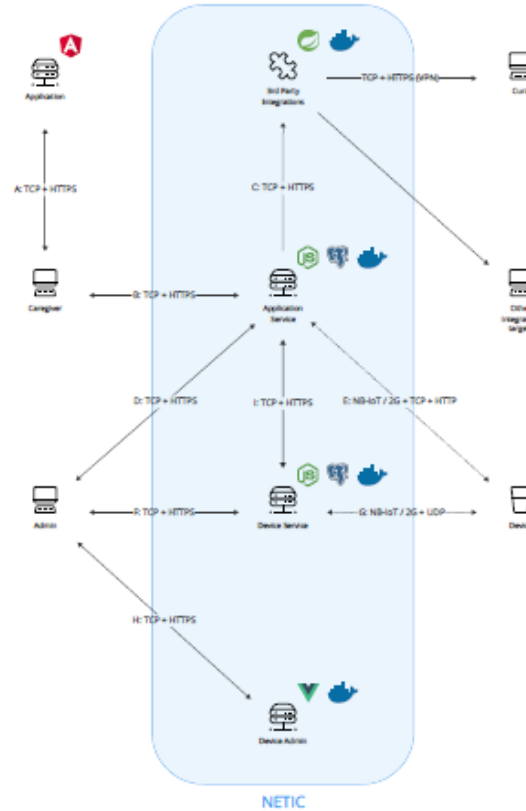 Application
3rd Party
Integrations
TCP + HTTPS (VPN)
A: TCP + HTTPS
C: TCP + HTTPS
Caregiver
B: TCP + HTTPS
Application
Service
D: TCP + HTTPS
I: TCP + HTTPS
E: NB-IoT / 2G + TCP + HTTP
JS
JS
Admin
F: TCP + HTTPS
Device Service
G: NB-IoT / 2G + UDP
H: TCP + HTTPS
Device Admin
NETIC